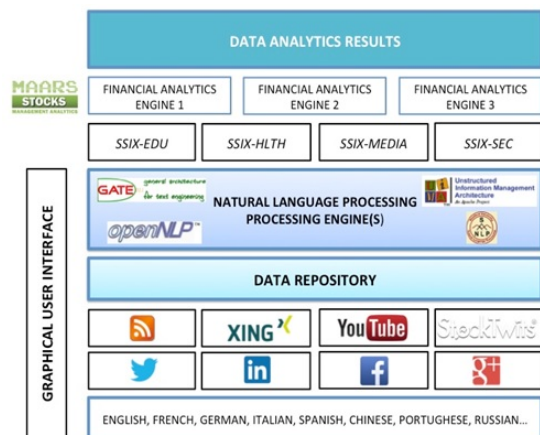 DATA ANALYTICS RESULTS
MAARS
STOCKS
MANAGEMENT ANALYTICS
FINANCIAL ANALYTICS
ENGINE 1
FINANCIAL ANALYTICS
ENGINE 2
FINANCIAL ANALYTICS
ENGINE 3
SSIX-EDU
SSIX-HLTH
SSIX-MEDIA
SSIX-SEC
GRAPHICAL USER INTERFACE
GATE
general architecture
for text engineering
openNLP™
NATURAL LANGUAGE PROCESSING
PROCESSING ENGINE(S)
Unstructured
Information Management
Architecture
An Apache Project
NLP
DATA REPOSITORY
XING
YouTube
StockTwits
in
f
g+
ENGLISH, FRENCH, GERMAN, ITALIAN, SPANISH, CHINESE, PORTUGHESE, RUSSIAN...